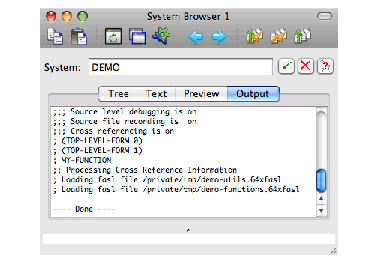 System Browser 1
System: DEMO
Tree Text Preview Output
;;; Source level debugging is on
;;; Source file recording is on
;;; Cross referencing is on
; (TOP-LEVEL-FORM 0)
; (TOP-LEVEL-FORM 1)
; MY-FUNCTION
;; Processing Cross Reference Information
; Loading fasl file /private/tmp/demo-utils.64xfasl
; Loading fasl file /private/tmp/demo-functions.64xfasl
---- Done ----